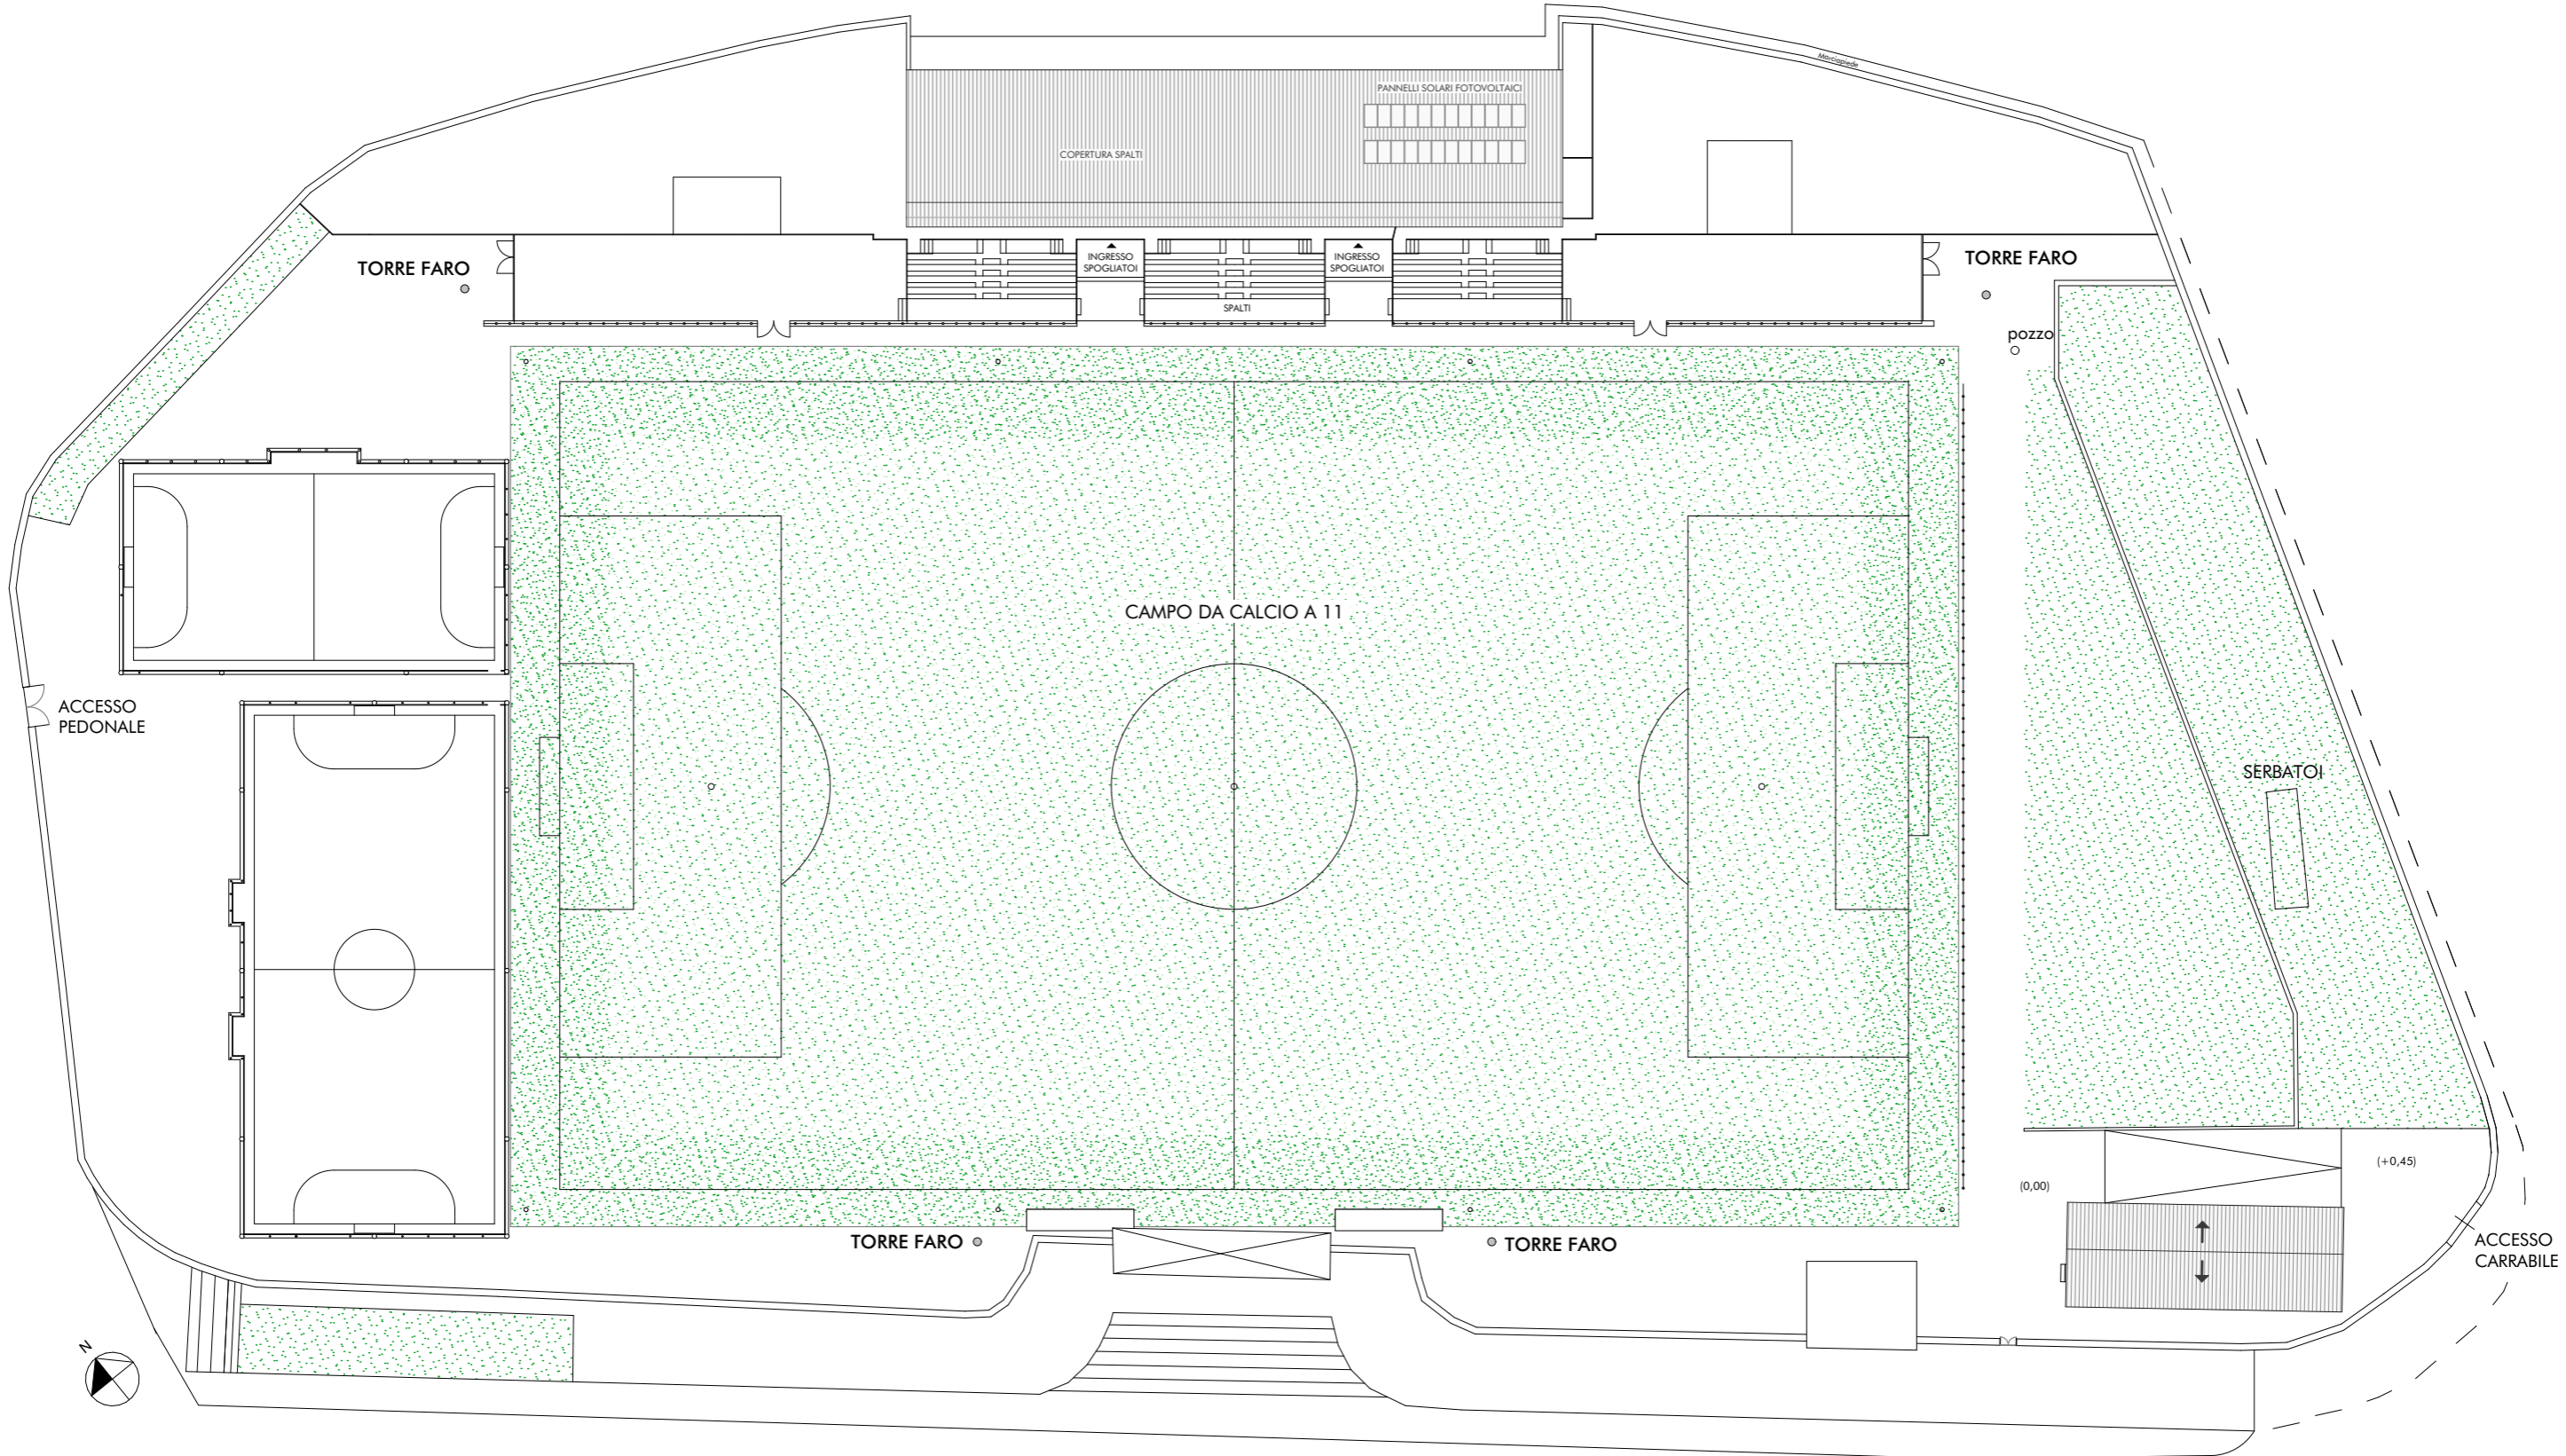 Marciapiede
PANNELLI SOLARI FOTOVOLTAICI
COPERTURA SPALTI
TORRE FARO
INGRESSO
SPOGLIATOI
INGRESSO
SPOGLIATOI
TORRE FARO
SPALTI
pozzo
CAMPO DA CALCIO A 11
ACCESSO
PEDONALE
SERBATOI
(+0,45)
(0,00)
TORRE FARO
TORRE FARO
ACCESSO
CARRABILE
N